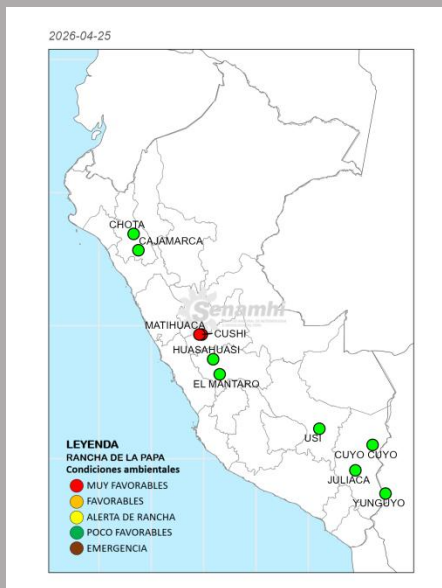 2026-04-25
CHOTA
CAJAMARCA
Senamhi
MATIHUACA
CUSHI
HUASAHUASI
EL MANTARO
USI
CUYO CUYO
JULIACA
YUNGUYO
LEYENDA
RANCHA DE LA PAPA
Condiciones ambientales
MUY FAVORABLES
FAVORABLES
ALERTA DE RANCHA
POCO FAVORABLES
EMERGENCIA